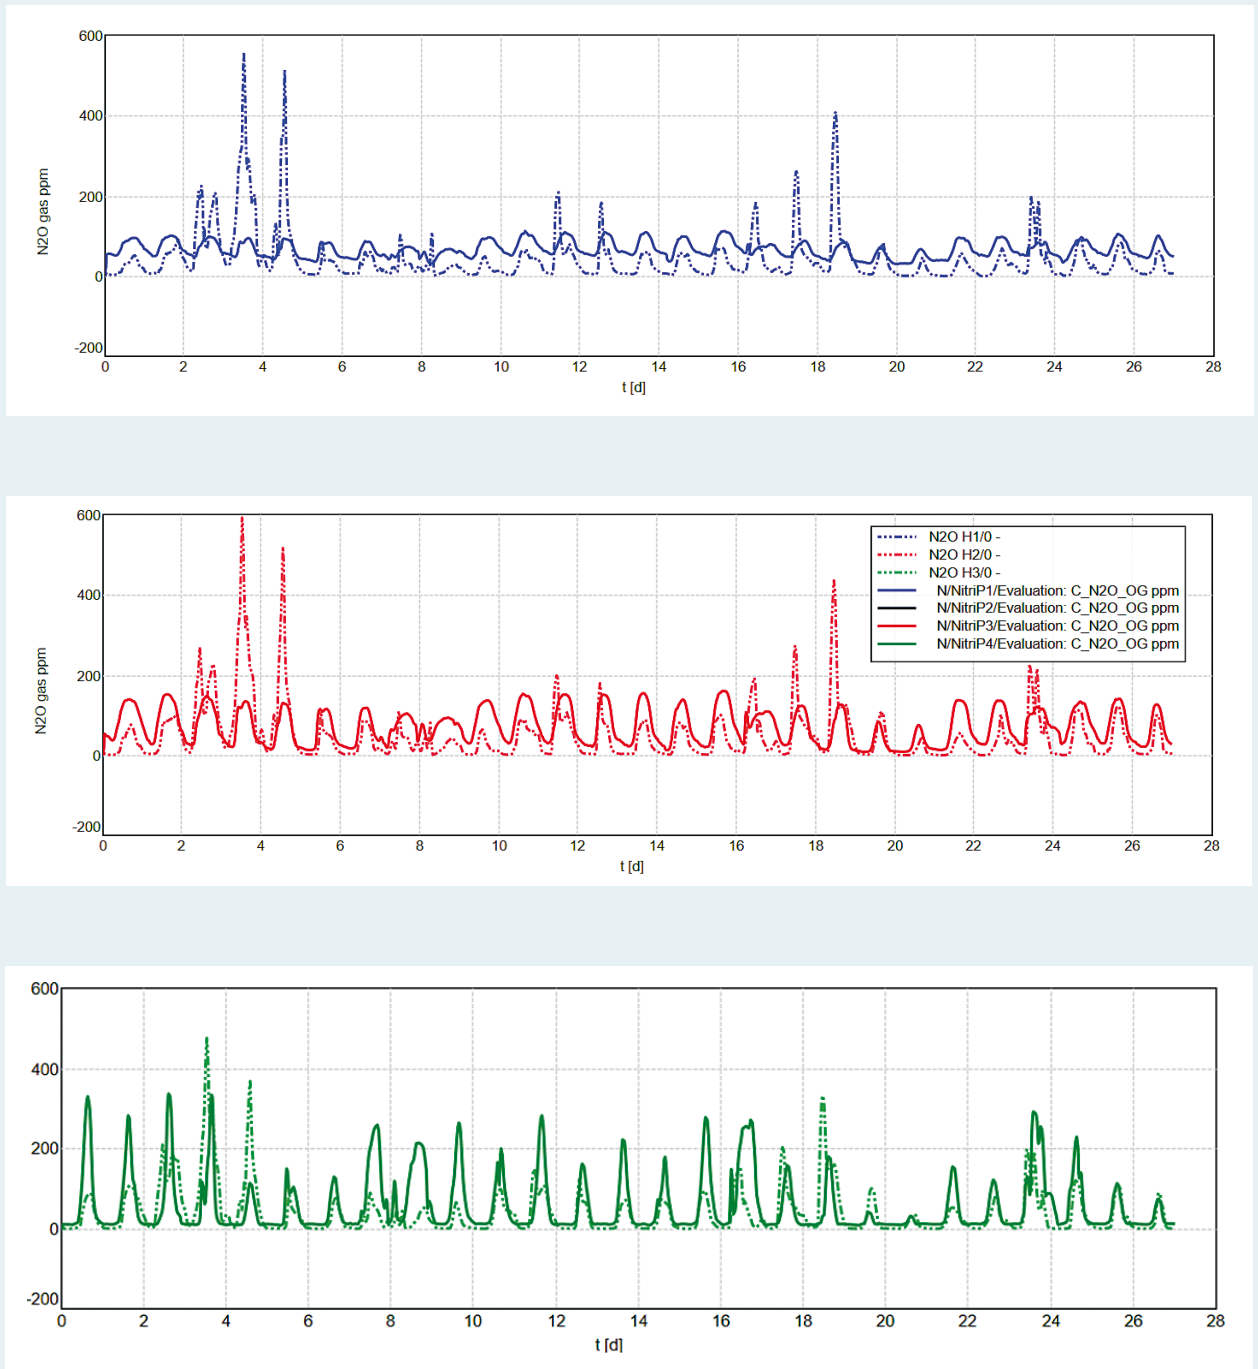 600
400
200
0
-200
N2O gas ppm
0 2 4 6 8 10 12 14 16 18 20 22 24 26 28
t [d]
600
400
200
0
-200
N2O gas ppm
N2O H1/0 -
N2O H2/0 -
N2O H3/0 -
N/NitriP1/Evaluation: C_N2O_OG ppm
N/NitriP2/Evaluation: C_N2O_OG ppm
N/NitriP3/Evaluation: C_N2O_OG ppm
N/NitriP4/Evaluation: C_N2O_OG ppm
0 2 4 6 8 10 12 14 16 18 20 22 24 26 28
t [d]
600
400
200
0
-200
0 2 4 6 8 10 12 14 16 18 20 22 24 26 28
t [d]